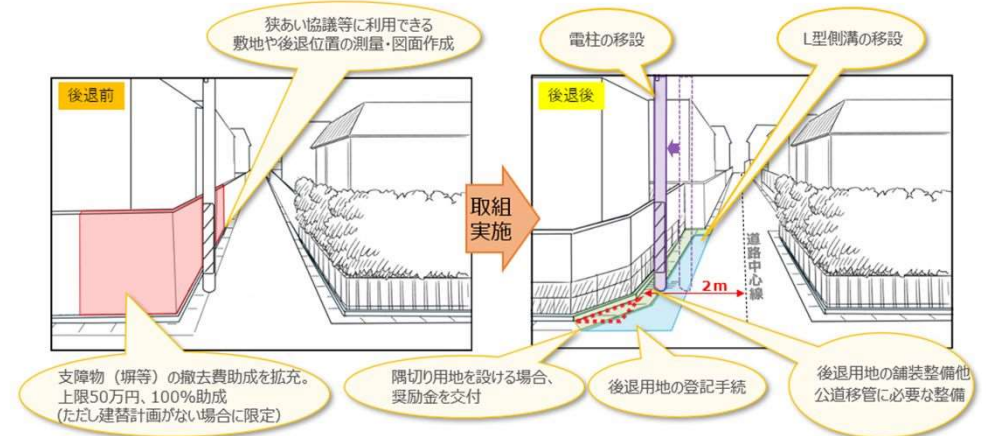 狭あい協議等に利用できる
敷地や後退位置の測量・図面作成
電柱の移設
L型側溝の移設
後退前
後退後
取組
実施
道路中心線
2m
支障物（塀等）の撤去費助成を拡充。
上限50万円、100%助成
(ただし建替計画がない場合に限定)
隅切り用地を設ける場合、
奨励金を交付
後退用地の登記手続
後退用地の舗装整備他
公道移管に必要な整備